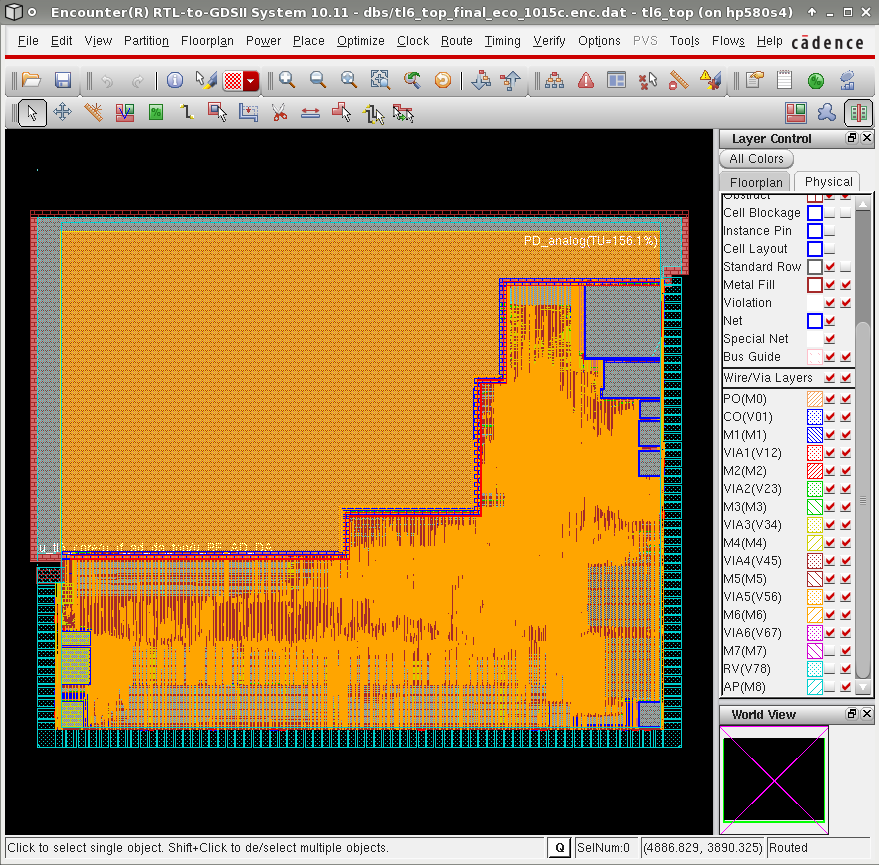 Encounter(R) RTL-to-GDSII System 10.11 - dbs/tl6_top_final_eco_1015c.enc.dat - tl6_top (on hp580s4)
File Edit View Partition Floorplan Power Place Optimize Clock Route Timing Verify Options PVS Tools Flows Help cādence
Layer Control
All Colors
Floorplan Physical
Obstruct
Cell Blockage
Instance Pin
Cell Layout
Standard Row
Metal Fill
Violation
Net
Special Net
Bus Guide
Wire/Via Layers
PO(M0)
CO(V01)
M1(M1)
VIA1(V12)
M2(M2)
VIA2(V23)
M3(M3)
VIA3(V34)
M4(M4)
VIA4(V45)
M5(M5)
VIA5(V56)
M6(M6)
VIA6(V67)
M7(M7)
RV(V78)
AP(M8)
PD_analog(TU=156.1%)
World View
Click to select single object. Shift+Click to de/select multiple objects.
Q
SelNum:0
(4886.829, 3890.325)
Routed